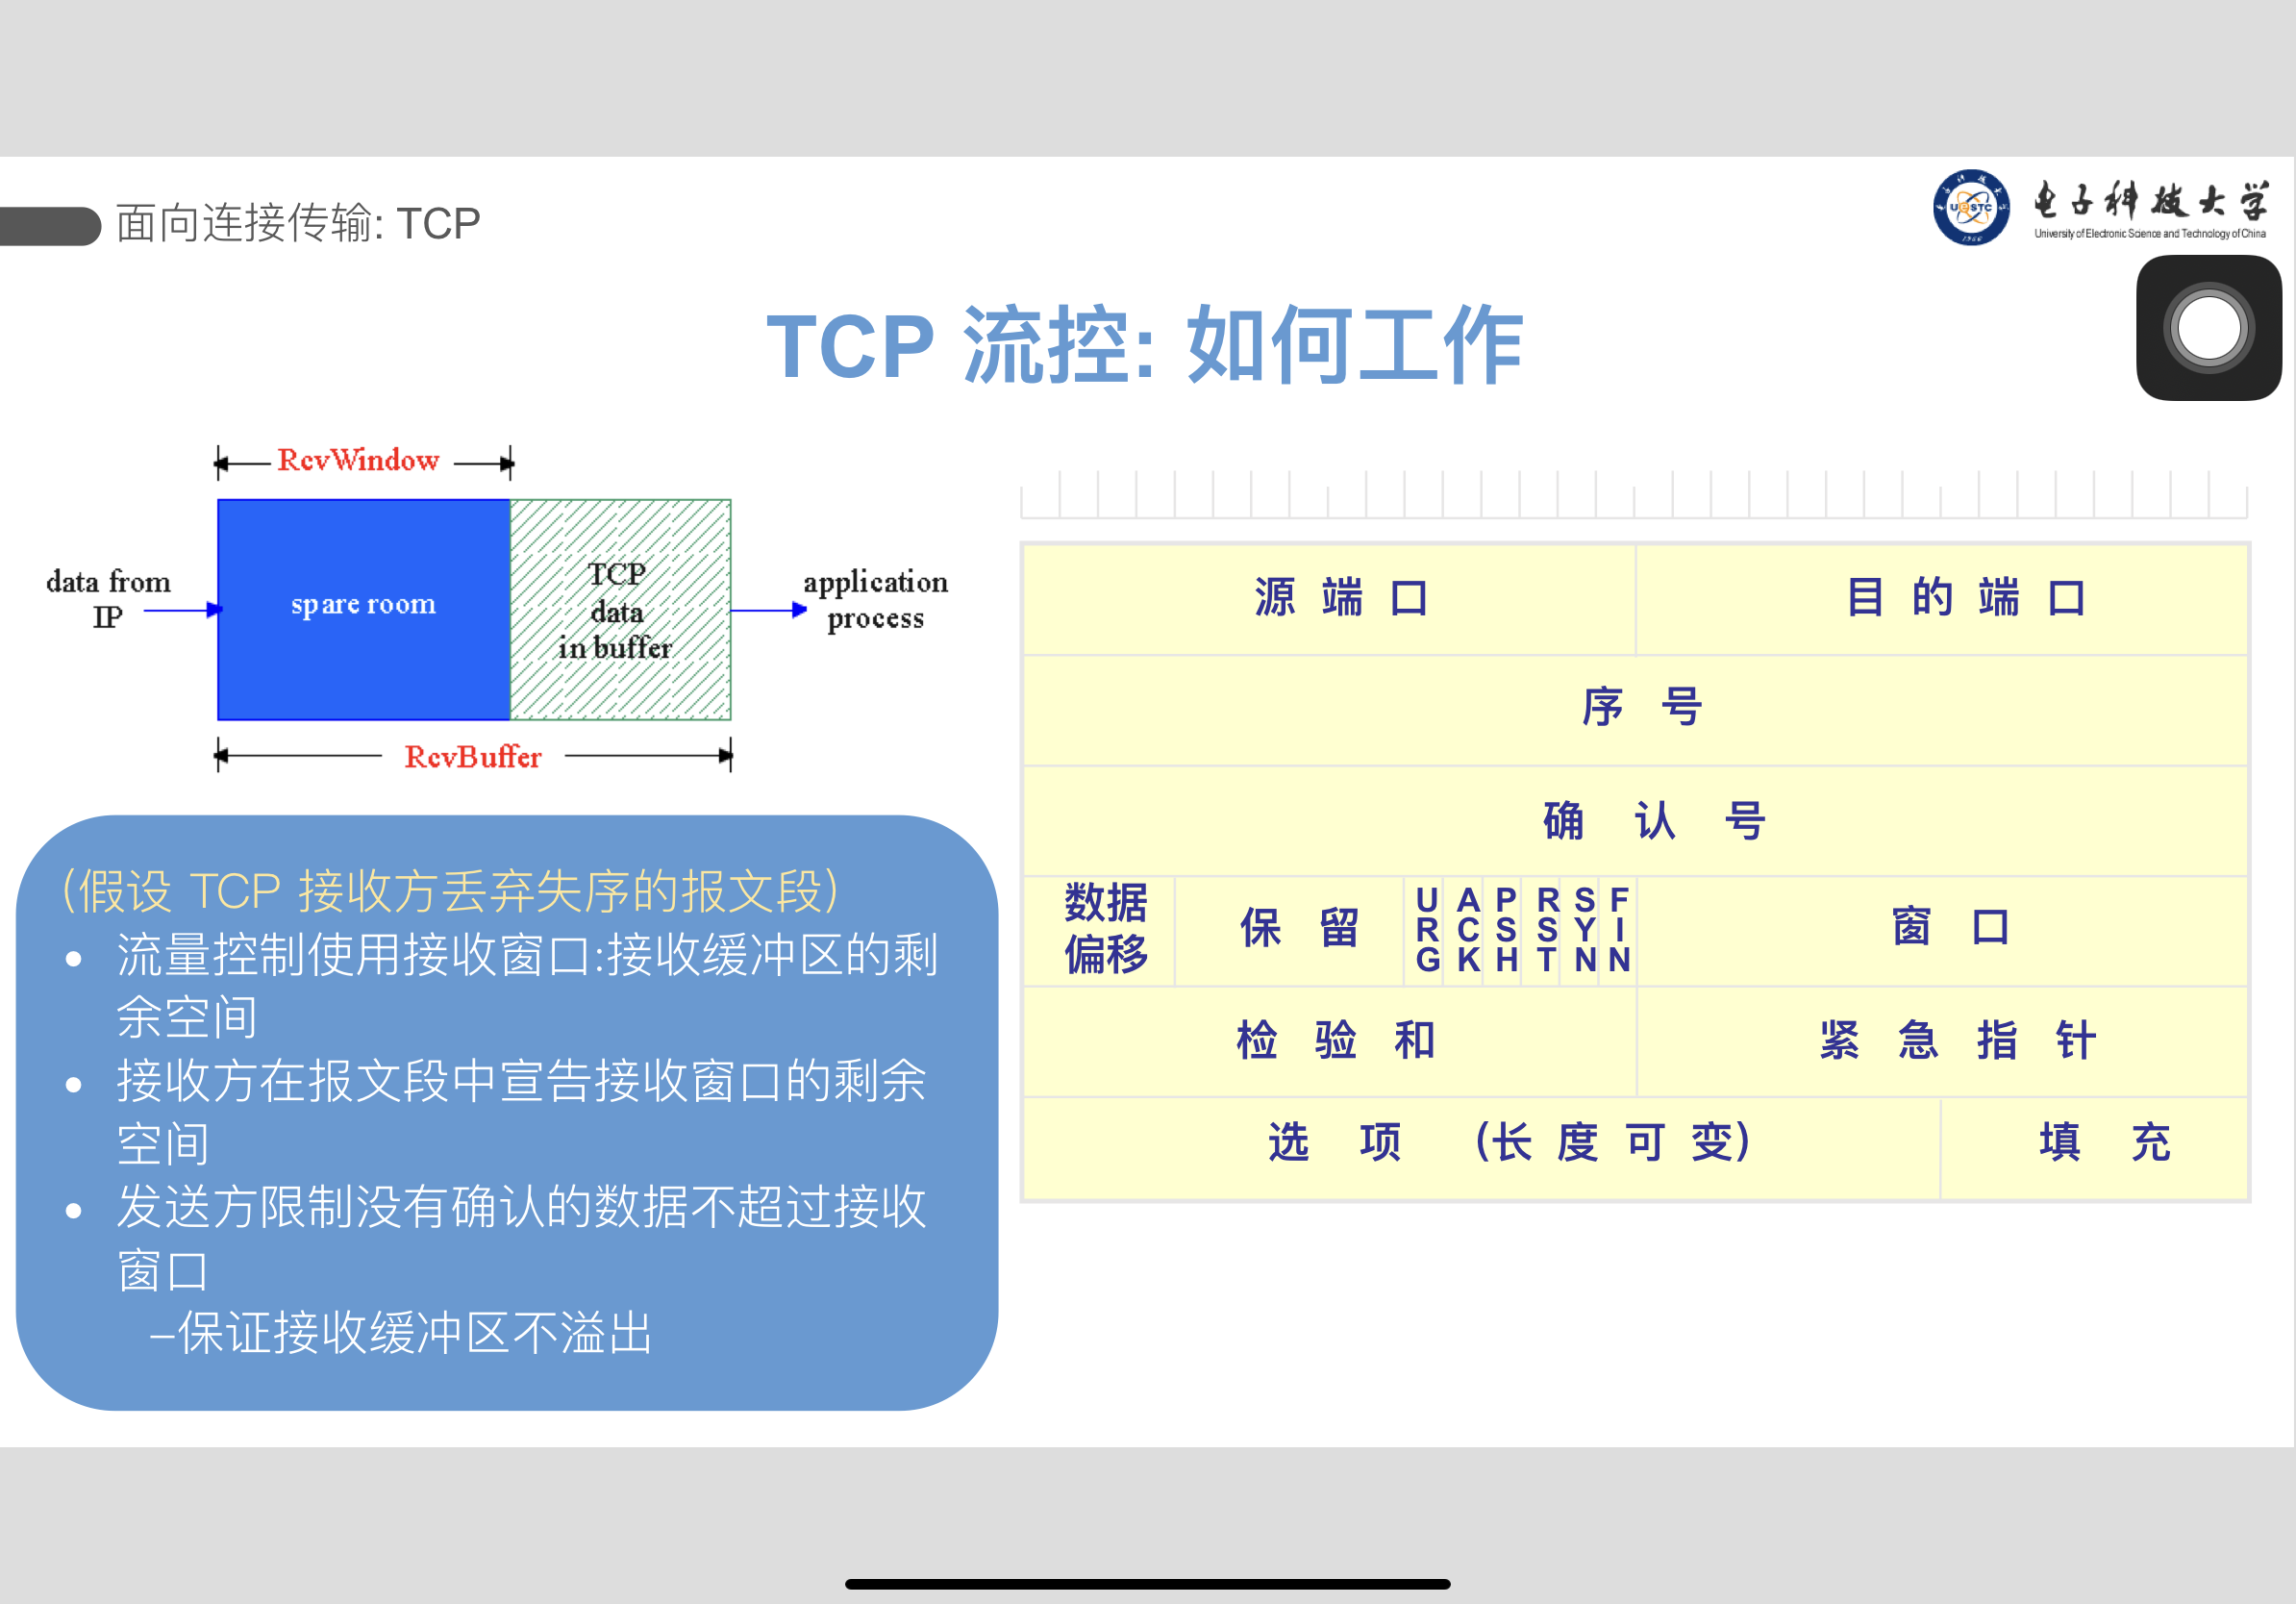 面向连接传输: TCP
电子科技大学
University of Electronic Science and Technology of China
UESTC
1956
TCP 流控: 如何工作
RcvWindow
data from
IP
spare room
TCP
data
in buffer
application
process
RcvBuffer
(假设 TCP 接收方丢弃失序的报文段)
• 流量控制使用接收窗口:接收缓冲区的剩
余空间
• 接收方在报文段中宣告接收窗口的剩余
空间
• 发送方限制没有确认的数据不超过接收
窗口
–保证接收缓冲区不溢出
源 端 口 目 的 端 口
序 号
确 认 号
数据
偏移
保 留
URG
ACK
PSH
RST
SYN
FIN
窗 口
检 验 和 紧 急 指 针
选 项 (长 度 可 变) 填 充